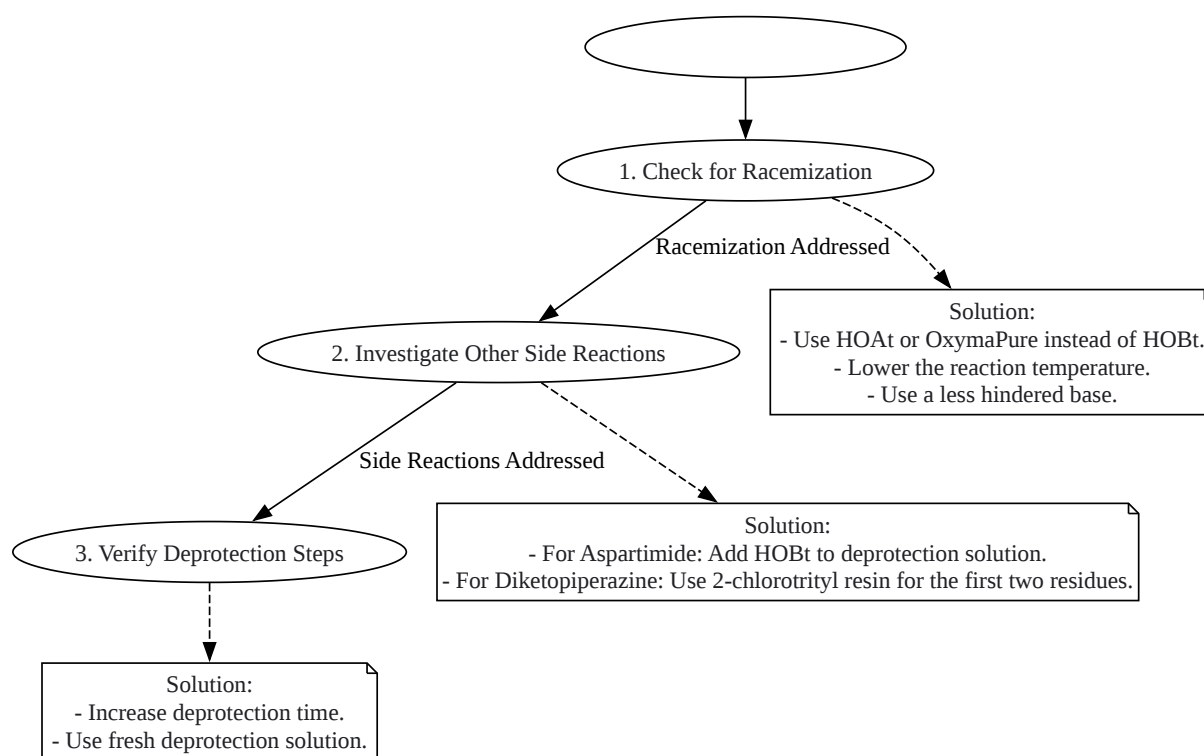 1. Check for Racemization
Racemization Addressed
Solution:
- Use HOAt or OxymaPure instead of HOBt.
- Lower the reaction temperature.
- Use a less hindered base.
2. Investigate Other Side Reactions
Side Reactions Addressed
Solution:
- For Aspartimide: Add HOBt to deprotection solution.
- For Diketopiperazine: Use 2-chlorotrityl resin for the first two residues.
3. Verify Deprotection Steps
Solution:
- Increase deprotection time.
- Use fresh deprotection solution.